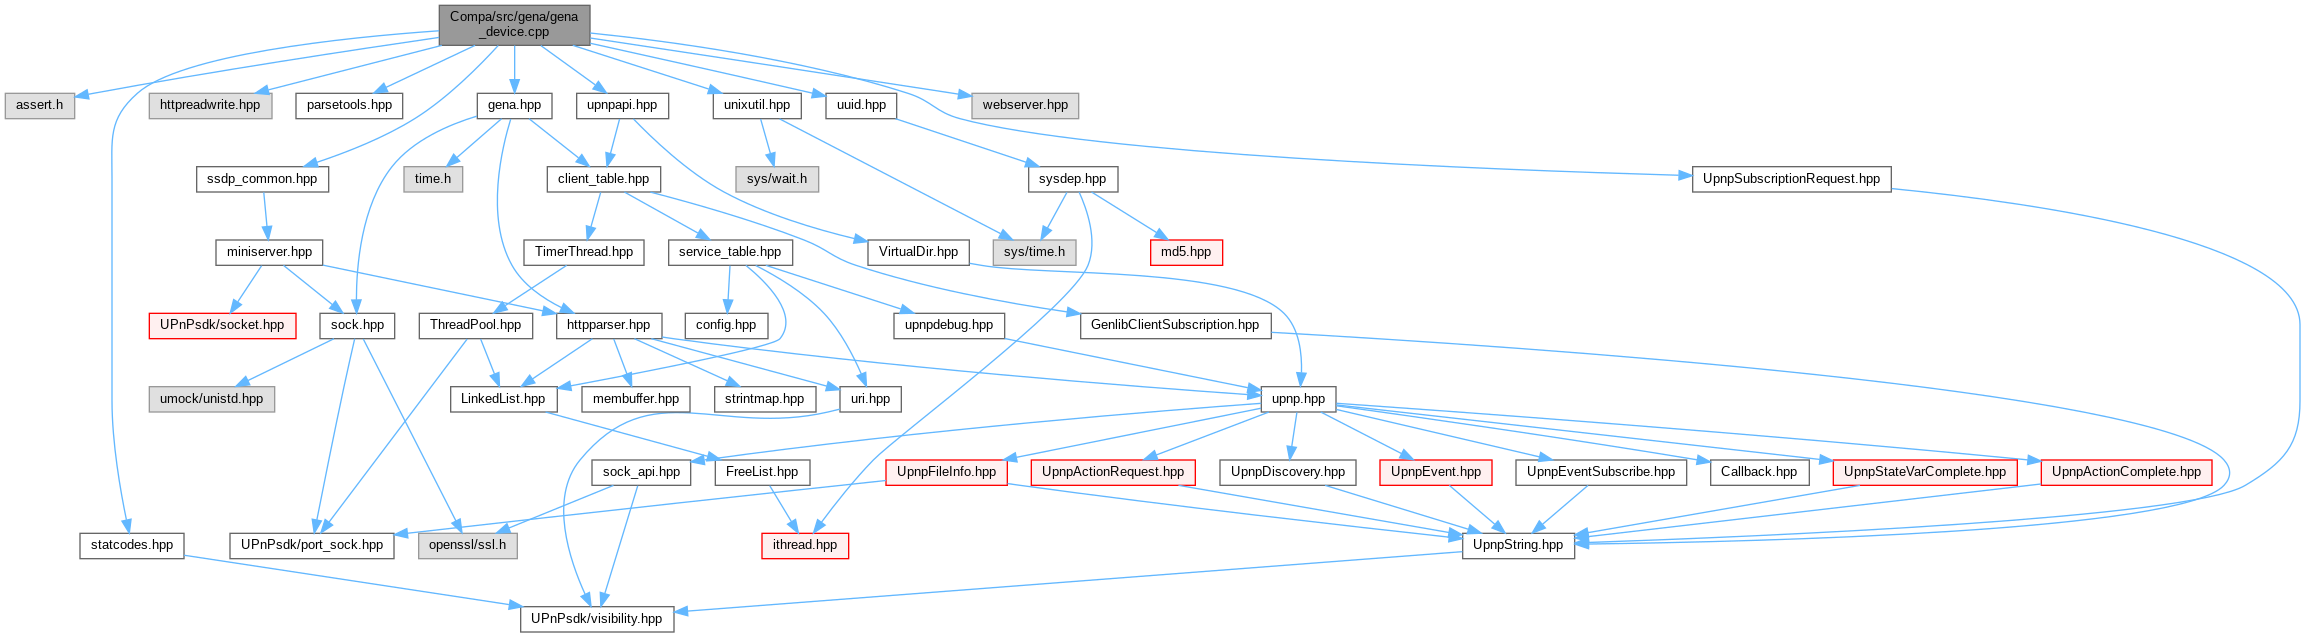 Compa/src/gena/gena
_device.cpp
assert.h
httpreadwrite.hpp
parsetools.hpp
gena.hpp
upnpapi.hpp
unixutil.hpp
uuid.hpp
webserver.hpp
ssdp_common.hpp
time.h
client_table.hpp
sys/wait.h
sysdep.hpp
UpnpSubscriptionRequest.hpp
miniserver.hpp
TimerThread.hpp
service_table.hpp
VirtualDir.hpp
sys/time.h
md5.hpp
UPnPsdk/socket.hpp
sock.hpp
ThreadPool.hpp
httpparser.hpp
config.hpp
upnpdebug.hpp
GenlibClientSubscription.hpp
umock/unistd.hpp
LinkedList.hpp
membuffer.hpp
strintmap.hpp
uri.hpp
upnp.hpp
sock_api.hpp
FreeList.hpp
UpnpFileInfo.hpp
UpnpActionRequest.hpp
UpnpDiscovery.hpp
UpnpEvent.hpp
UpnpEventSubscribe.hpp
Callback.hpp
UpnpStateVarComplete.hpp
UpnpActionComplete.hpp
statcodes.hpp
UPnPsdk/port_sock.hpp
openssl/ssl.h
ithread.hpp
UpnpString.hpp
UPnPsdk/visibility.hpp